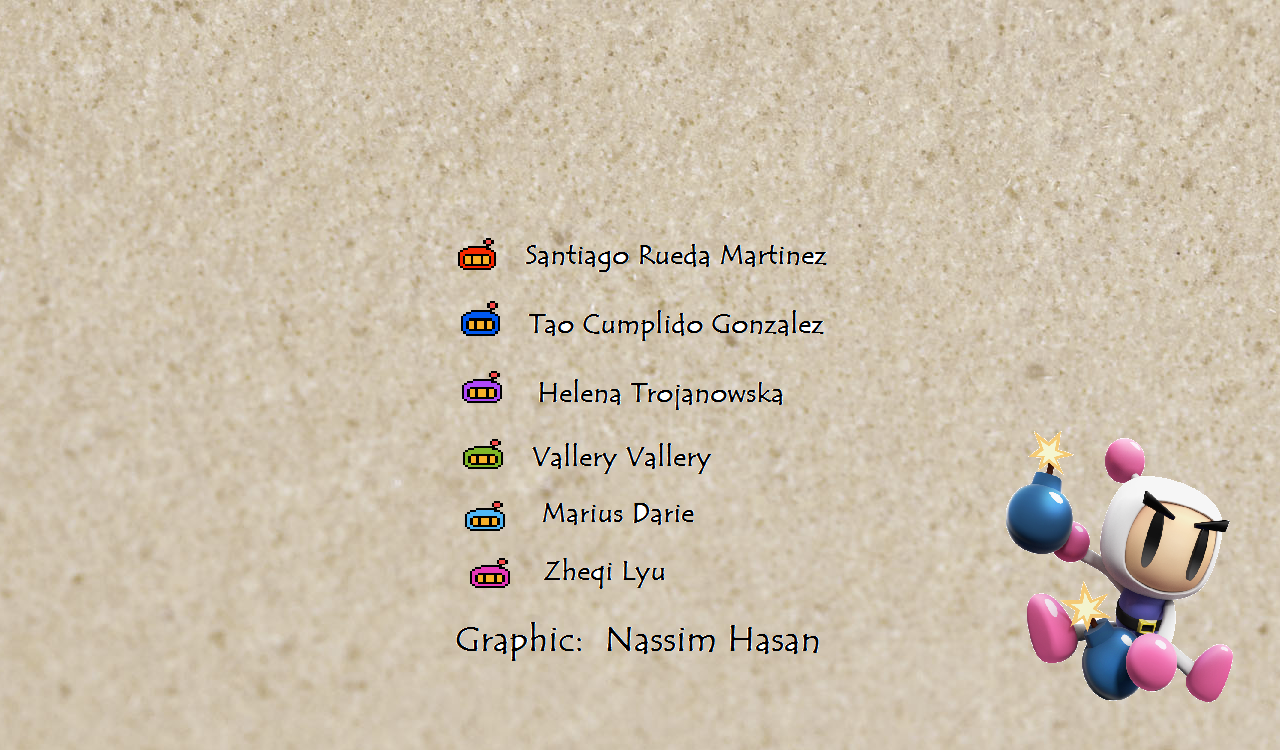 Santiago Rueda Martinez
Tao Cumplido Gonzalez
Helena Trojanowska
Vallery Vallery
Marius Darie
Zheqi Lyu
Graphic: Nassim Hasan